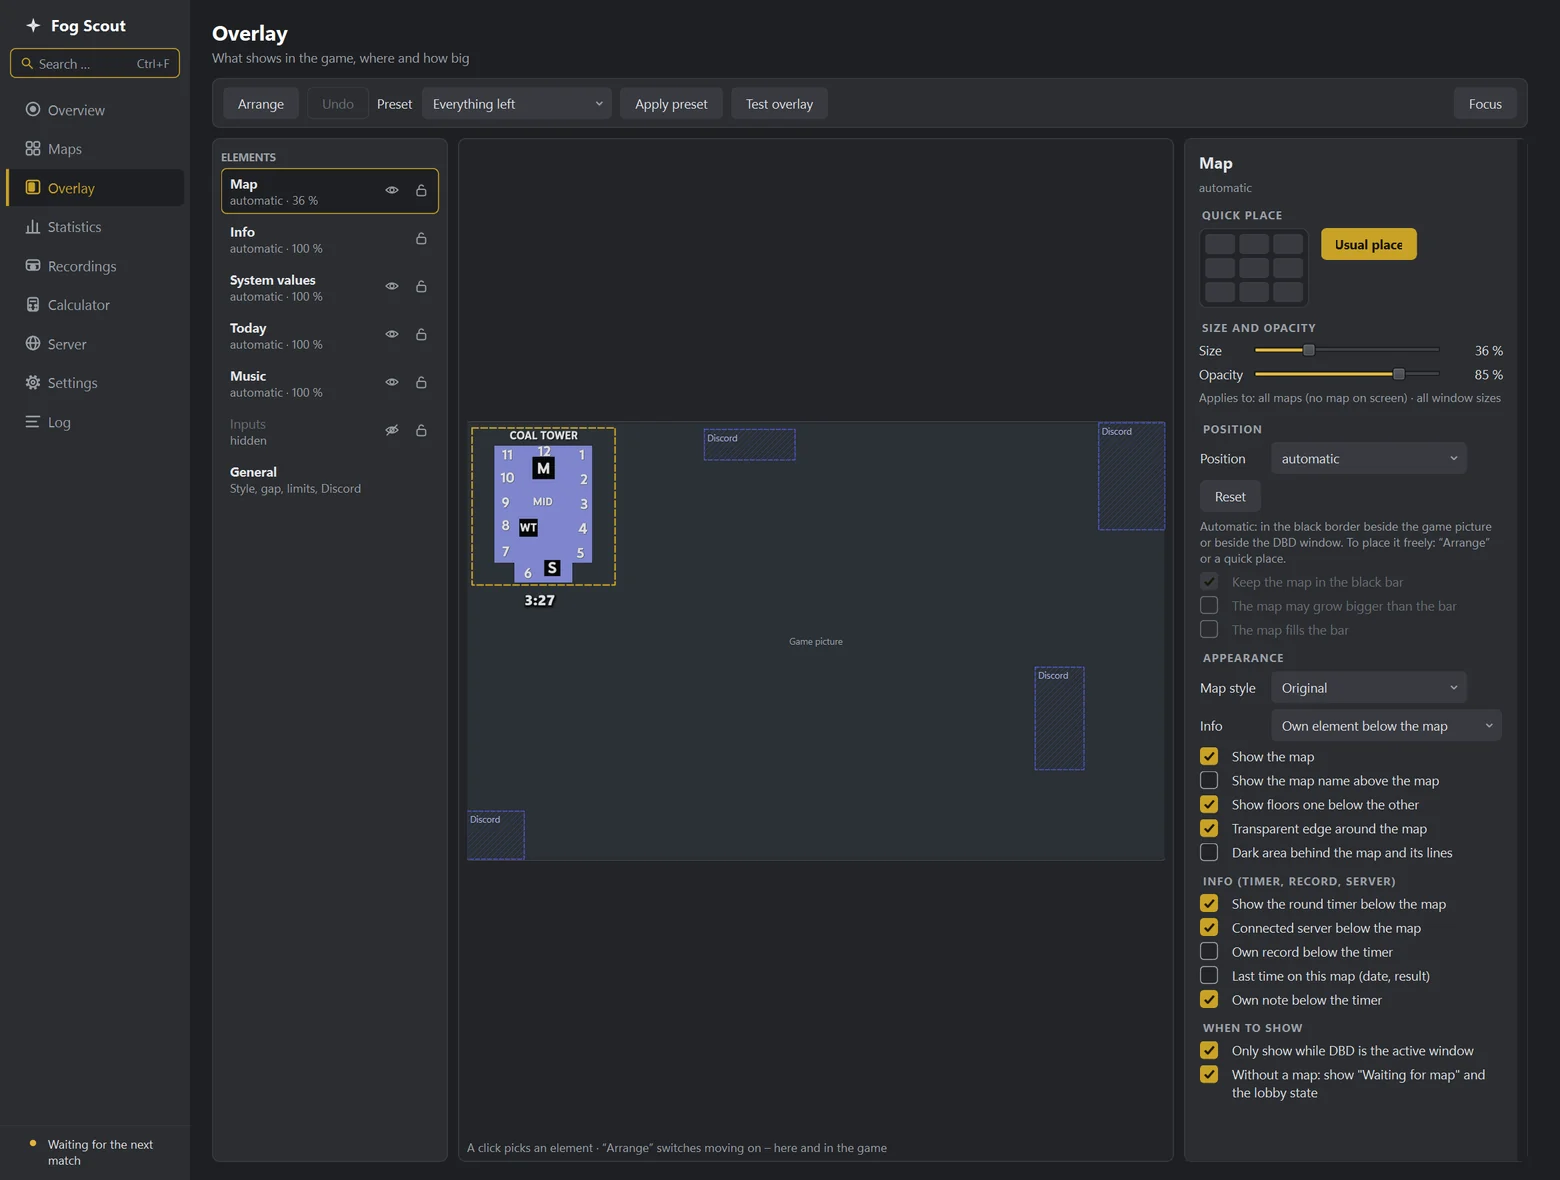 Fog Scout
Search ...
Ctrl+F
Overview
Maps
Overlay
Statistics
Recordings
Calculator
Server
Settings
Log
Waiting for the next
match
Overlay
What shows in the game, where and how big
Arrange
Undo
Preset
Everything left
Apply preset
Test overlay
Focus
ELEMENTS
Map
automatic · 36 %
Info
automatic · 100 %
System values
automatic · 100 %
Today
automatic · 100 %
Music
automatic · 100 %
Inputs
hidden
General
Style, gap, limits, Discord
COAL TOWER
11 12 1
M
10 2
9 MID 3
8 WT 4
7 5
6 S
3:27
Discord
Discord
Game picture
Discord
Discord
A click picks an element · “Arrange” switches moving on – here and in the game
Map
automatic
QUICK PLACE
Usual place
SIZE AND OPACITY
Size 36 %
Opacity 85 %
Applies to: all maps (no map on screen) · all window sizes
POSITION
Position automatic
Reset
Automatic: in the black border beside the game picture
or beside the DBD window. To place it freely: “Arrange”
or a quick place.
Keep the map in the black bar
The map may grow bigger than the bar
The map fills the bar
APPEARANCE
Map style Original
Info Own element below the map
Show the map
Show the map name above the map
Show floors one below the other
Transparent edge around the map
Dark area behind the map and its lines
INFO (TIMER, RECORD, SERVER)
Show the round timer below the map
Connected server below the map
Own record below the timer
Last time on this map (date, result)
Own note below the timer
WHEN TO SHOW
Only show while DBD is the active window
Without a map: show "Waiting for map" and
the lobby state